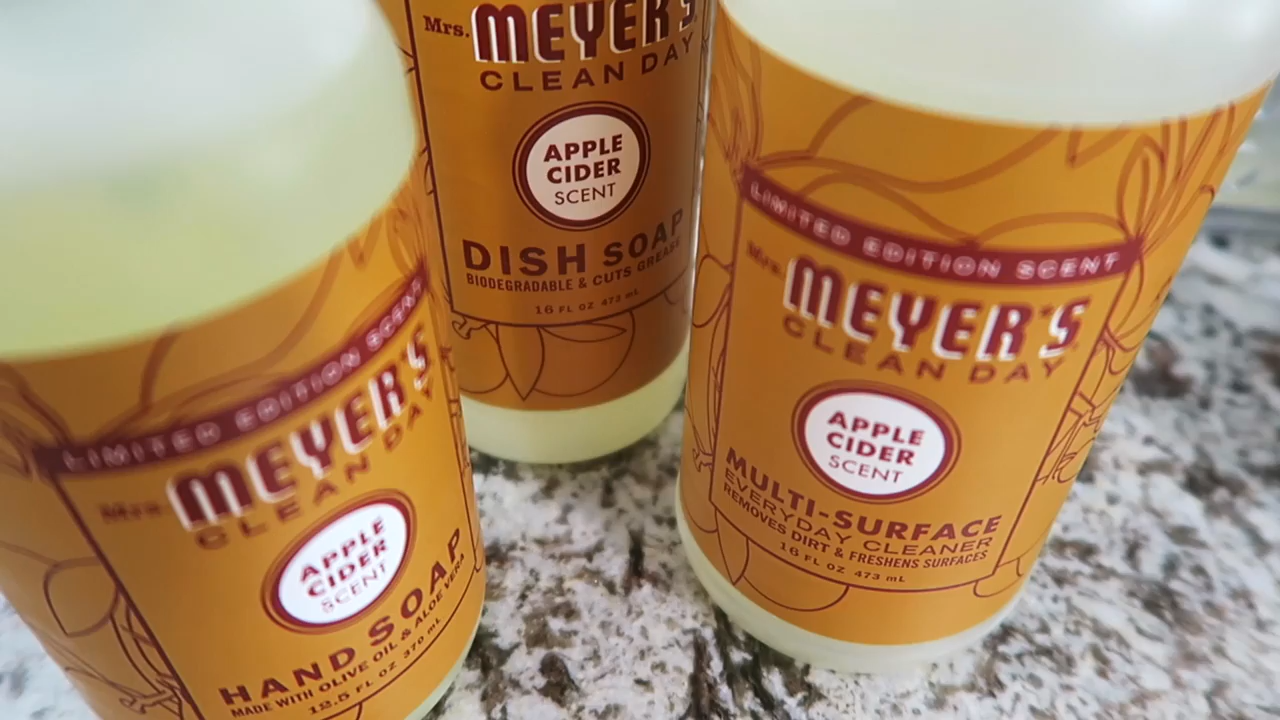 Mrs. MEYER'S
CLEAN DAY
APPLE
CIDER
SCENT
DISH SOAP
BIODEGRADABLE & CUTS GREASE
16 FL OZ 473 mL
LIMITED EDITION SCENT
Mrs. MEYER'S
CLEAN DAY
APPLE
CIDER
SCENT
MULTI-SURFACE
EVERYDAY CLEANER
REMOVES DIRT & FRESHENS SURFACES
16 FL OZ 473 mL
LIMITED EDITION SCENT
Mrs. MEYER'S
CLEAN DAY
APPLE
CIDER
SCENT
HAND SOAP
MADE WITH OLIVE OIL & ALOE VERA
12.5 FL OZ 370 mL